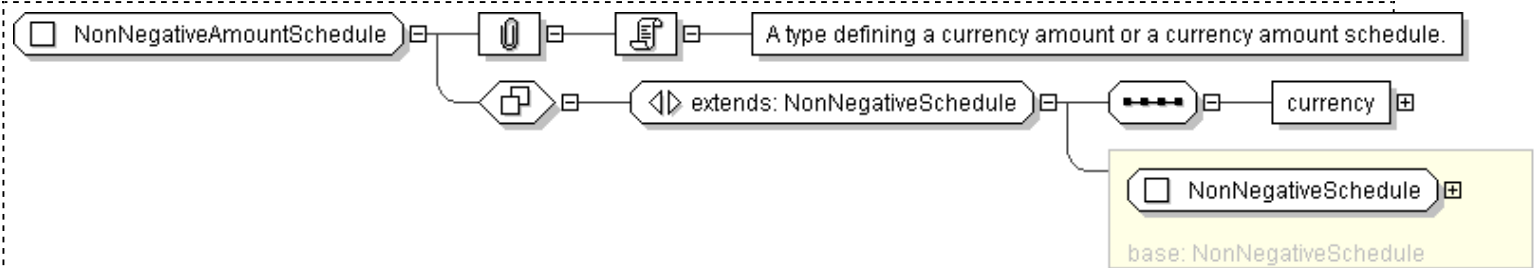 NonNegativeAmountSchedule
A type defining a currency amount or a currency amount schedule.
extends: NonNegativeSchedule
currency
NonNegativeSchedule
base: NonNegativeSchedule